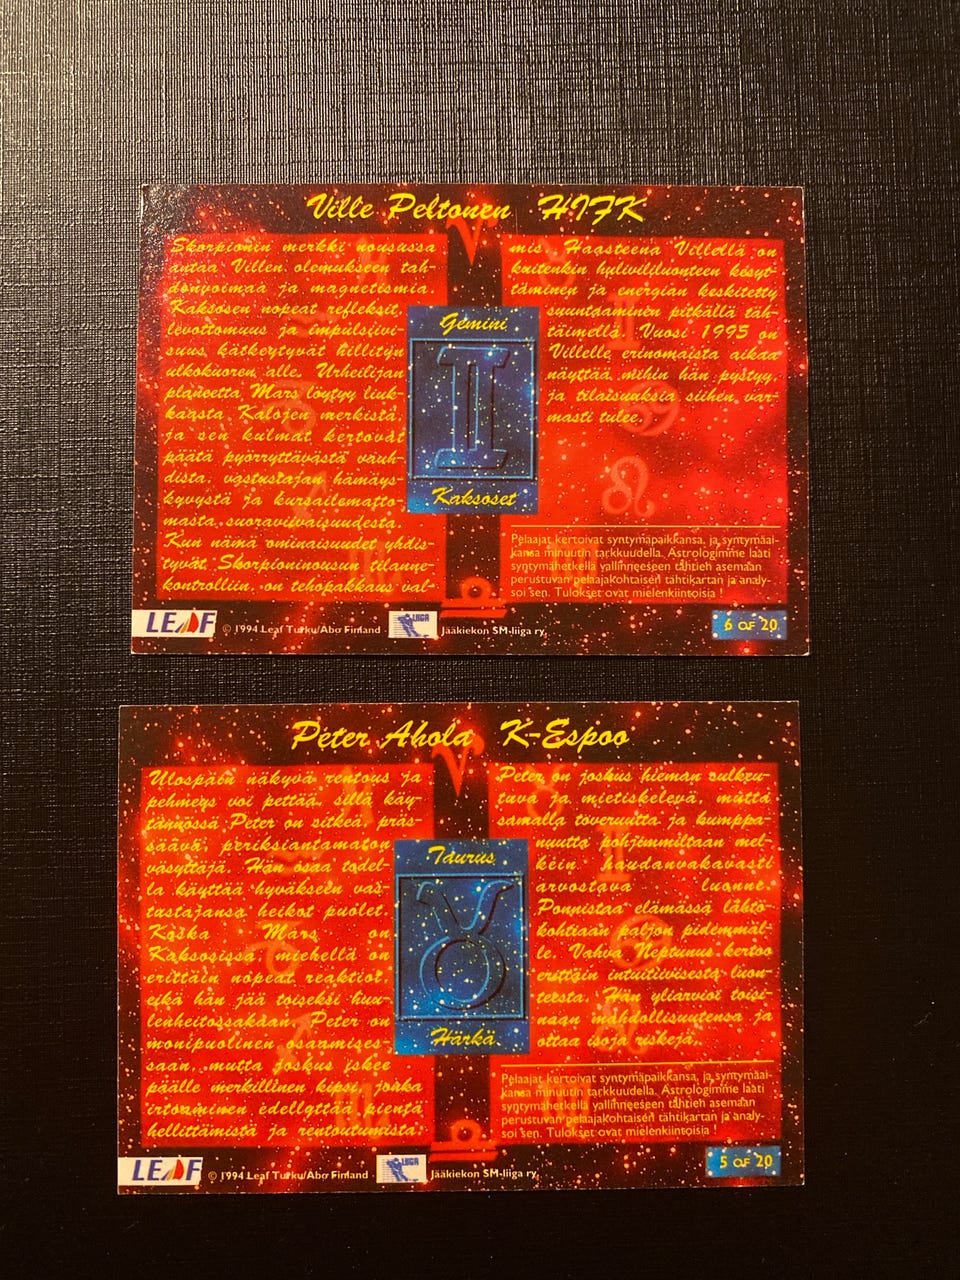 Ville Peltonen HIFK
Skorpionin merkki nousussa
antaa Villen olemukseen tah-
donvoimaa ja magnetismia.
Kaksosen nopeat refleksit,
levottomuus ja impulsiivi-
suus kätkeytyvät hillityn
ulkokuoren alle. Urheilijan
planeetta Mars löytyy liuk-
kaasta Kalojen merkistä,
ja sen kulmat kertovat
päätä pyörryttävästä vauh-
dista, vastustajan hämäys-
kyvystä ja kursailematto-
masta suoraviivaisuudesta.
Kun nämä ominaisuudet yhdis-
tyvät Skorpioninousun tilanne-
kontrolliin, on tehopakkaus val-
Gemini
Kaksoset
mis. Haasteena Villellä on
kuitenkin hulivililuonteen kesyt-
täminen ja energian keskitetty
suuntaaminen pitkällä täh-
täimellä. Vuosi 1995 on
Villelle erinomaista aikaa
näyttää mihin hän pystyy,
ja tilaisuuksia siihen var-
masti tulee.
Pelaajat kertoivat syntymäpaikkansa, ja syntymäai-
kansa minuutin tarkkuudella. Astrologimme laati
syntymähetkellä vallinneeseen tähtien asemaan
perustuvan pelaajakohtaisen tähtikartan ja analy-
soi sen. Tulokset ovat mielenkiintoisia !
LEAF © 1994 Leaf Turku/Åbo Finland LIIGA Jääkiekon SM-liiga ry. 6 OF 20
Peter Ahola K-Espoo
Ulospäin näkyvä rentous ja
pehmeys voi pettää, sillä käy-
tännössä Peter on sitkeä, präs-
säävä, periksiantamaton
väsyttäjä. Hän osaa todel-
la käyttää hyväkseen vas-
tustajansa heikot puolet.
Koska Mars on
Kaksosissa, miehellä on
erittäin nopeat reaktiot,
eikä hän jää toiseksi huu-
lenheitossakaan. Peter on
monipuolinen osaamises-
saan, mutta joskus iskee
päälle merkillinen kipsi, jonka
irtoaminen edellyttää pientä
hellittämistä ja rentoutumista.
Taurus
Härkä
Peter on joskus hieman sulkeu-
tuva ja mietiskelevä, mutta
samalla toveruutta ja kumppa-
nuutta pohjimmiltaan mel-
kein haudanvakavasti
arvostava luonne.
Ponnistaa elämässä lähtö-
kohtiaan paljon pidemmäl-
le. Vahva Neptunus kertoo
erittäin intuitiivisesta luon-
teesta. Hän yliarvioi toisi-
naan mahdollisuutensa ja
ottaa isoja riskejä.
Pelaajat kertoivat syntymäpaikkansa, ja syntymäai-
kansa minuutin tarkkuudella. Astrologimme laati
syntymähetkellä vallinneeseen tähtien asemaan
perustuvan pelaajakohtaisen tähtikartan ja analy-
soi sen. Tulokset ovat mielenkiintoisia !
LEAF © 1994 Leaf Turku/Åbo Finland LIIGA Jääkiekon SM-liiga ry. 5 OF 20